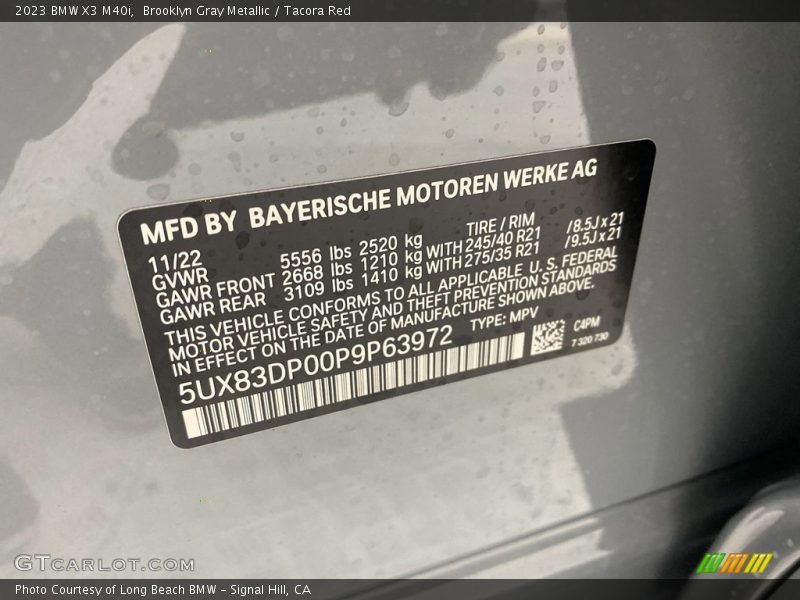 2023 BMW X3 M40i, Brooklyn Gray Metallic / Tacora Red
MFD BY BAYERISCHE MOTOREN WERKE AG
11/22 TIRE / RIM
GVWR 5556 lbs 2520 kg
GAWR FRONT 2668 lbs 1210 kg WITH 245/40 R21 /8.5J x 21
GAWR REAR 3109 lbs 1410 kg WITH 275/35 R21 /9.5J x 21
THIS VEHICLE CONFORMS TO ALL APPLICABLE U.S. FEDERAL
MOTOR VEHICLE SAFETY AND THEFT PREVENTION STANDARDS
IN EFFECT ON THE DATE OF MANUFACTURE SHOWN ABOVE.
5UX83DP00P9P63972 TYPE: MPV
C4PM
7 320 730
GTCARLOT.COM
Photo Courtesy of Long Beach BMW - Signal Hill, CA